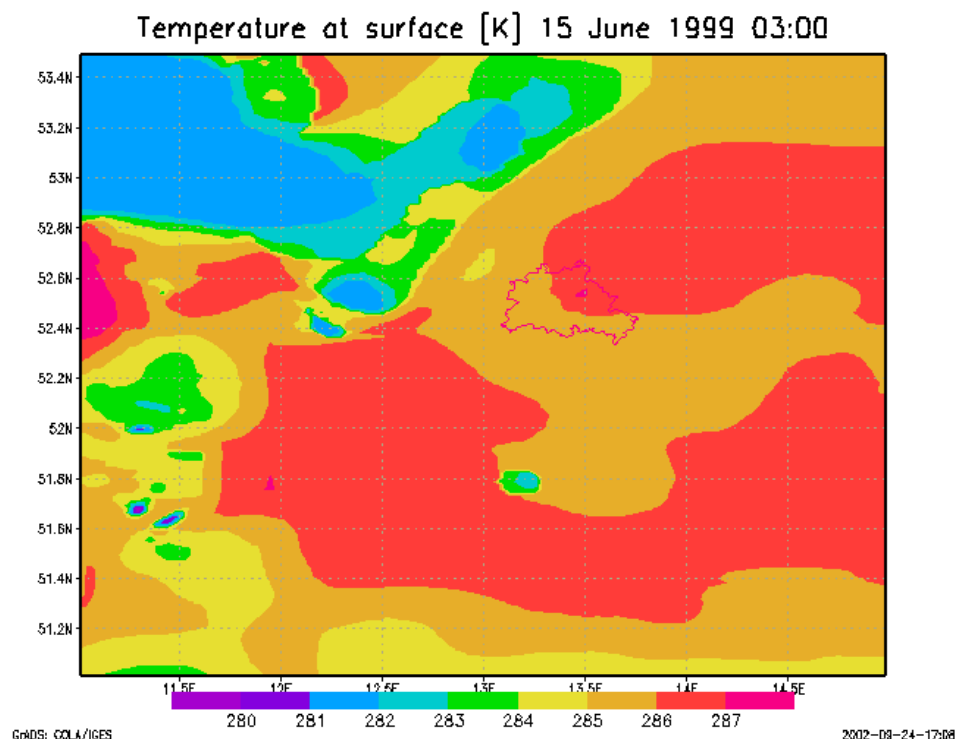 Temperature at surface [K] 15 June 1999 03:00
53.4N
53.2N
53N
52.8N
52.6N
52.4N
52.2N
52N
51.8N
51.6N
51.4N
51.2N
11.5E 12E 12.5E 13E 13.5E 14E 14.5E
280 281 282 283 284 285 286 287
GrADS: COLA/IGES 2002-09-24-17:08